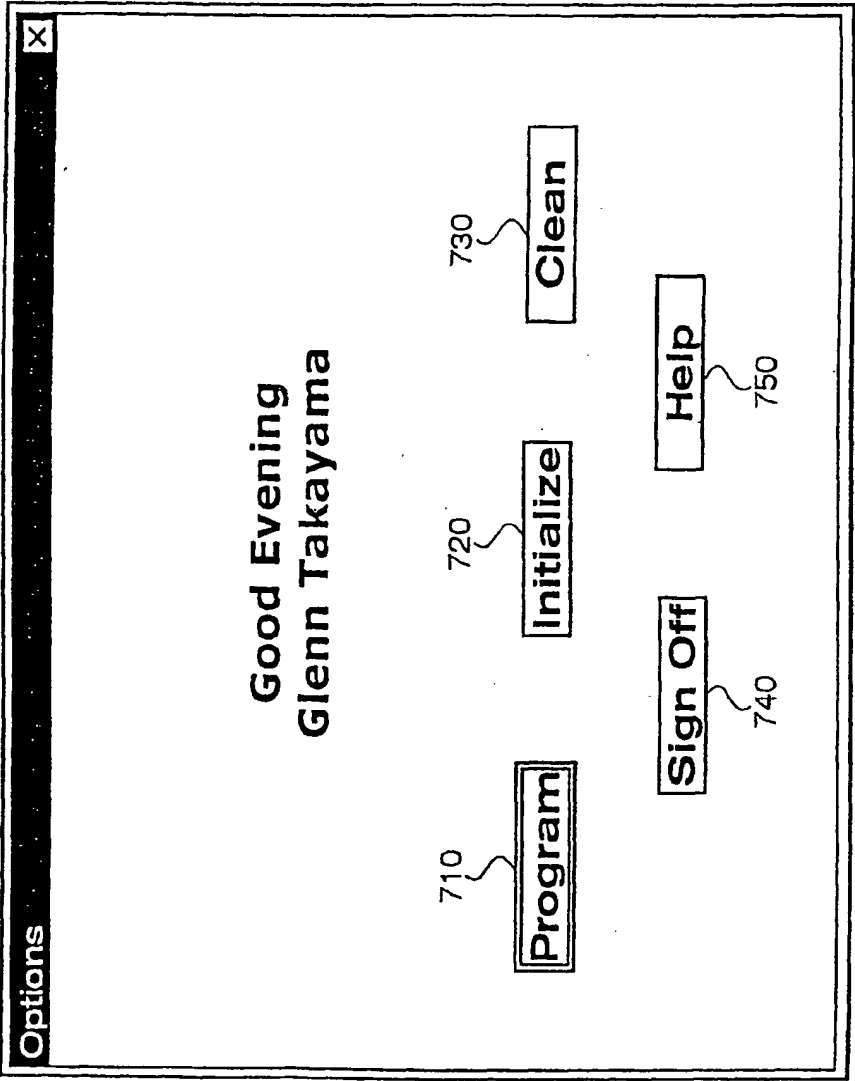 Options X
Good Evening
Glenn Takayama
710 720 730
Program Initialize Clean
Sign Off Help
740 750